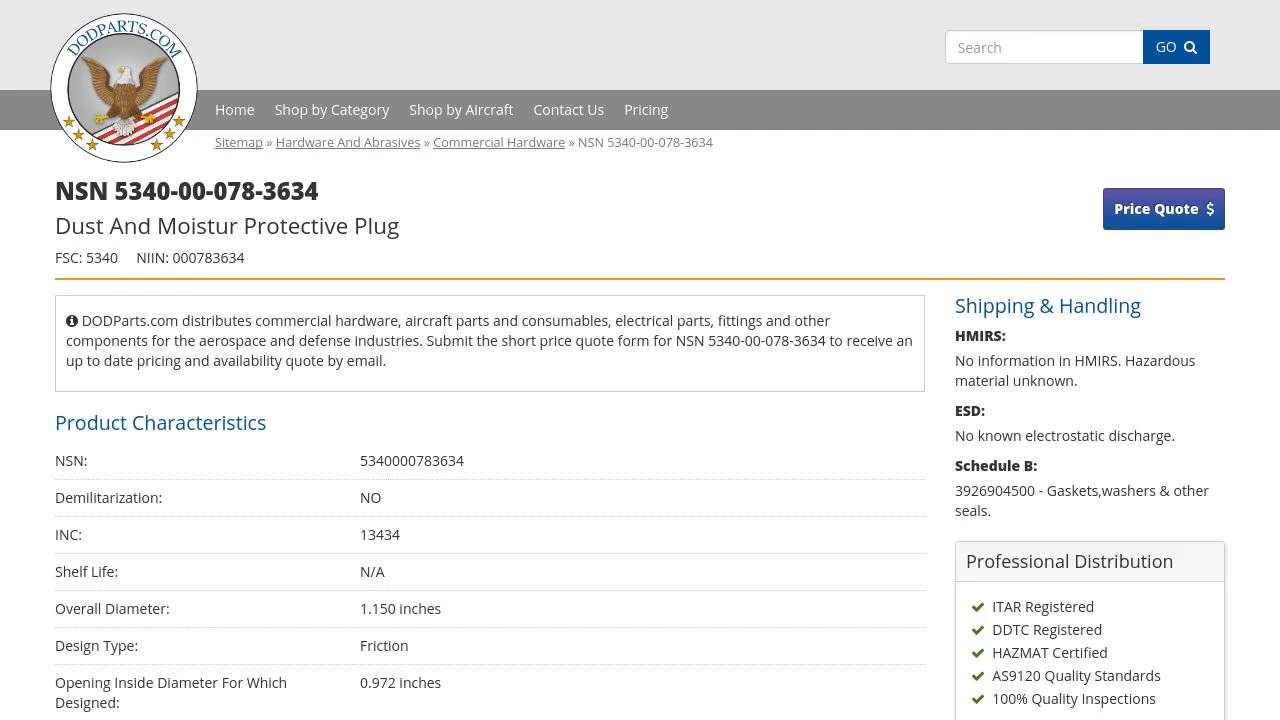 DODPARTS.COM
Search
GO
Home Shop by Category Shop by Aircraft Contact Us Pricing
Sitemap » Hardware And Abrasives » Commercial Hardware » NSN 5340-00-078-3634
NSN 5340-00-078-3634
Dust And Moistur Protective Plug
FSC: 5340 NIIN: 000783634
Price Quote $
DODParts.com distributes commercial hardware, aircraft parts and consumables, electrical parts, fittings and other
components for the aerospace and defense industries. Submit the short price quote form for NSN 5340-00-078-3634 to receive an
up to date pricing and availability quote by email.
Product Characteristics
NSN: 5340000783634
Demilitarization: NO
INC: 13434
Shelf Life: N/A
Overall Diameter: 1.150 inches
Design Type: Friction
Opening Inside Diameter For Which 0.972 inches
Designed:
Shipping & Handling
HMIRS:
No information in HMIRS. Hazardous
material unknown.
ESD:
No known electrostatic discharge.
Schedule B:
3926904500 - Gaskets,washers & other
seals.
Professional Distribution
ITAR Registered
DDTC Registered
HAZMAT Certified
AS9120 Quality Standards
100% Quality Inspections